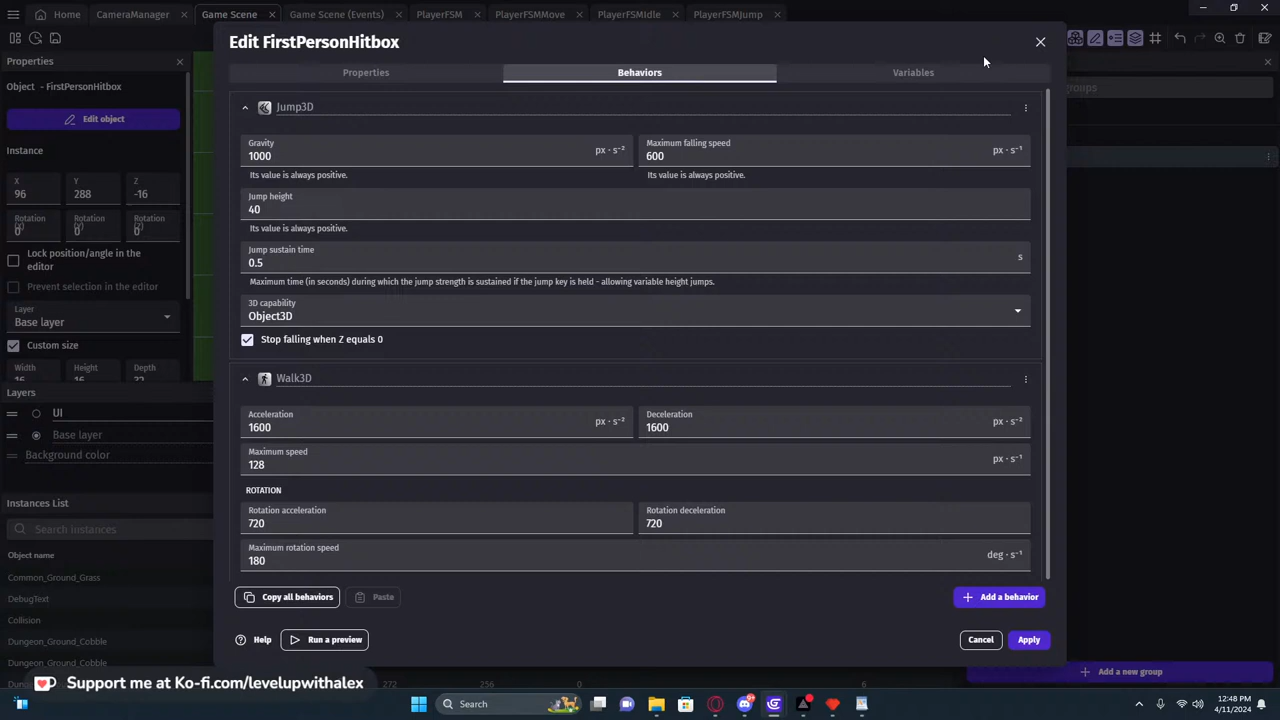 Home
CameraManager
Game Scene
Game Scene (Events)
PlayerFSM
PlayerFSMMove
PlayerFSMIdle
PlayerFSMJump
Properties
Object - FirstPersonHitbox
Edit object
Instance
X
96
Y
288
Z
-16
Rotation (X)
0
Rotation (Y)
0
Rotation
0
Lock position/angle in the
editor
Prevent selection in the editor
Layer
Base layer
Custom size
Width
16
Height
16
Depth
32
Layers
UI
Base layer
Background color
Instances List
Search instances
Object name
Common_Ground_Grass
DebugText
Collision
Dungeon_Ground_Cobble
Dungeon_Ground_Cobble
Edit FirstPersonHitbox
Properties
Behaviors
Variables
Jump3D
Gravity
1000
px · s⁻²
Its value is always positive.
Maximum falling speed
600
px · s⁻¹
Its value is always positive.
Jump height
40
Its value is always positive.
Jump sustain time
0.5
s
Maximum time (in seconds) during which the jump strength is sustained if the jump key is held - allowing variable height jumps.
3D capability
Object3D
Stop falling when Z equals 0
Walk3D
Acceleration
1600
px · s⁻²
Deceleration
1600
px · s⁻²
Maximum speed
128
px · s⁻¹
ROTATION
Rotation acceleration
720
Rotation deceleration
720
Maximum rotation speed
180
deg · s⁻¹
Copy all behaviors
Paste
Add a behavior
Help
Run a preview
Cancel
Apply
groups
Add a new group
Support me at Ko-fi.com/levelupwithalex
272
256
0
6
Search
12:48 PM
4/11/2024